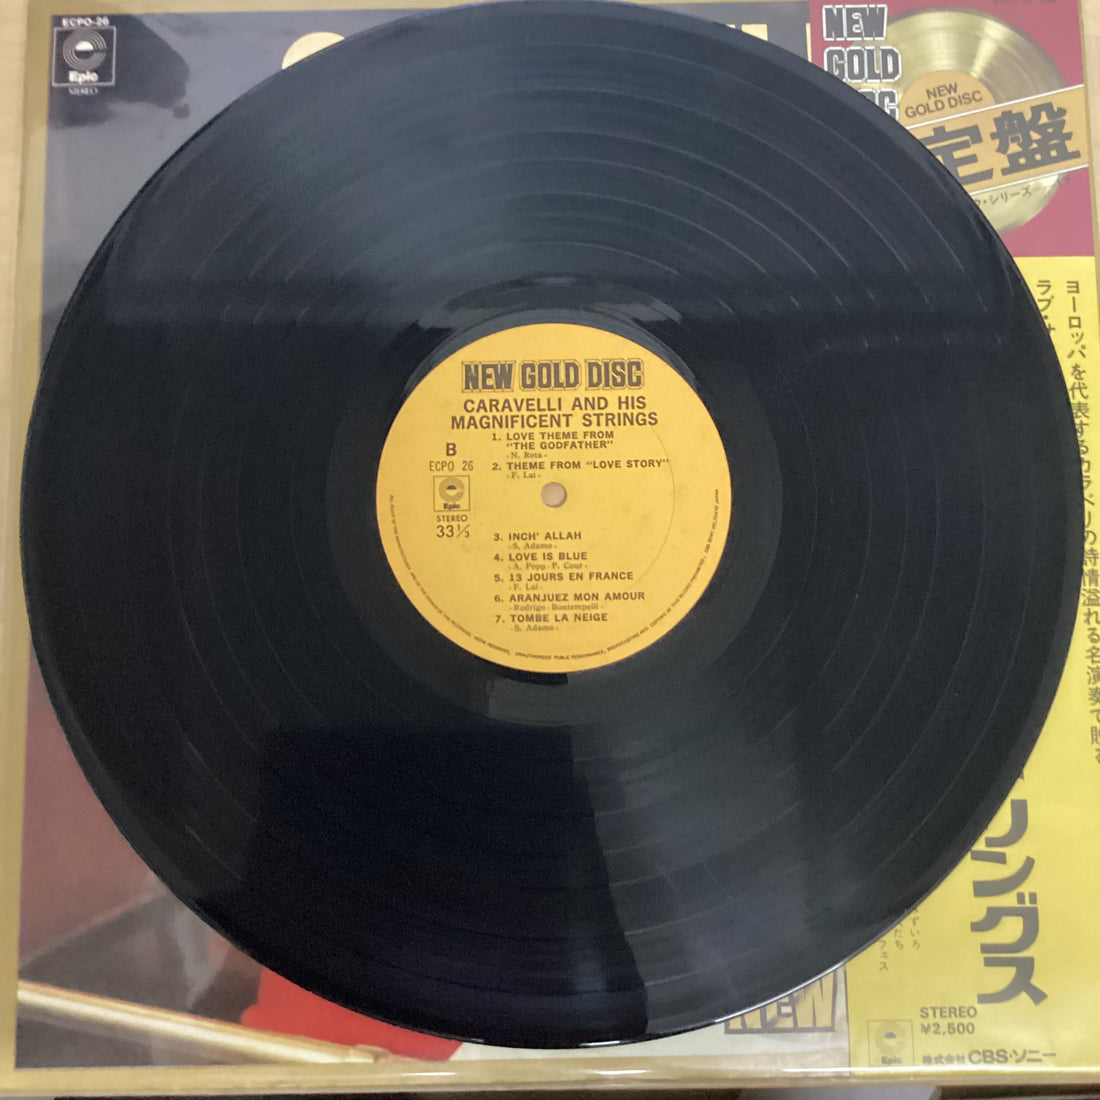 ECPO-26
Epic
STEREO
NEW
GOLD
NEW
GOLD DISC
定盤
シリーズ
ヨーロッパを代表するカラベリの詩情溢れる名演奏で贈る
NEW GOLD DISC
CARAVELLI AND HIS
MAGNIFICENT STRINGS
B
ECPO 26
Epic
STEREO
33 1/3
1. LOVE THEME FROM
"THE GODFATHER"
- N. Rota -
2. THEME FROM "LOVE STORY"
- F. Lai -
3. INCH' ALLAH
- S. Adamo -
4. LOVE IS BLUE
- A. Popp - P. Cour -
5. 13 JOURS EN FRANCE
- F. Lai -
6. ARANJUEZ MON AMOUR
- Rodrigo - Bontempelli -
7. TOMBE LA NEIGE
- S. Adamo -
リングス
NEW
STEREO
¥2,500
Epic
株式会社CBS・ソニー